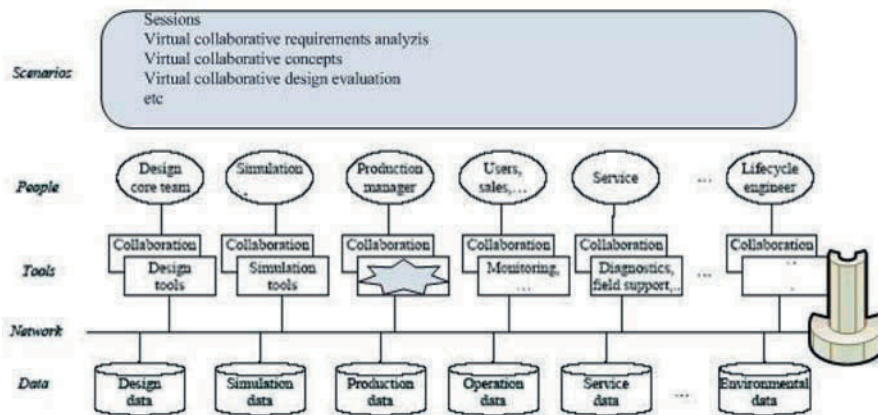 Sessions
Virtual collaborative requirements analyzis
Virtual collaborative concepts
Virtual collaborative design evaluation
etc
Scenarios
People
Design
core team
Simulation
...
Production
manager
Users,
sales,...
Service
...
Lifecycle
engineer
Tools
Collaboration
Design
tools
Collaboration
Simulation
tools
Collaboration
Collaboration
Monitoring,
...
Collaboration
Diagnostics,
field support,..
...
Collaboration
Network
Data
Design
data
Simulation
data
Production
data
Operation
data
Service
data
...
Environmental
data